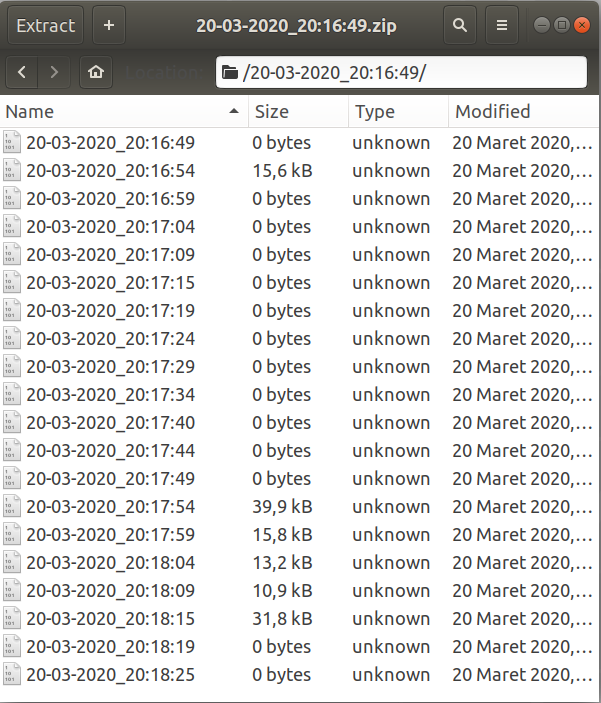 Extract + 20-03-2020_20:16:49.zip
Location: /20-03-2020_20:16:49/
Name Size Type Modified
20-03-2020_20:16:49 0 bytes unknown 20 Maret 2020,...
20-03-2020_20:16:54 15,6 kB unknown 20 Maret 2020,...
20-03-2020_20:16:59 0 bytes unknown 20 Maret 2020,...
20-03-2020_20:17:04 0 bytes unknown 20 Maret 2020,...
20-03-2020_20:17:09 0 bytes unknown 20 Maret 2020,...
20-03-2020_20:17:15 0 bytes unknown 20 Maret 2020,...
20-03-2020_20:17:19 0 bytes unknown 20 Maret 2020,...
20-03-2020_20:17:24 0 bytes unknown 20 Maret 2020,...
20-03-2020_20:17:29 0 bytes unknown 20 Maret 2020,...
20-03-2020_20:17:34 0 bytes unknown 20 Maret 2020,...
20-03-2020_20:17:40 0 bytes unknown 20 Maret 2020,...
20-03-2020_20:17:44 0 bytes unknown 20 Maret 2020,...
20-03-2020_20:17:49 0 bytes unknown 20 Maret 2020,...
20-03-2020_20:17:54 39,9 kB unknown 20 Maret 2020,...
20-03-2020_20:17:59 15,8 kB unknown 20 Maret 2020,...
20-03-2020_20:18:04 13,2 kB unknown 20 Maret 2020,...
20-03-2020_20:18:09 10,9 kB unknown 20 Maret 2020,...
20-03-2020_20:18:15 31,8 kB unknown 20 Maret 2020,...
20-03-2020_20:18:19 0 bytes unknown 20 Maret 2020,...
20-03-2020_20:18:25 0 bytes unknown 20 Maret 2020,...